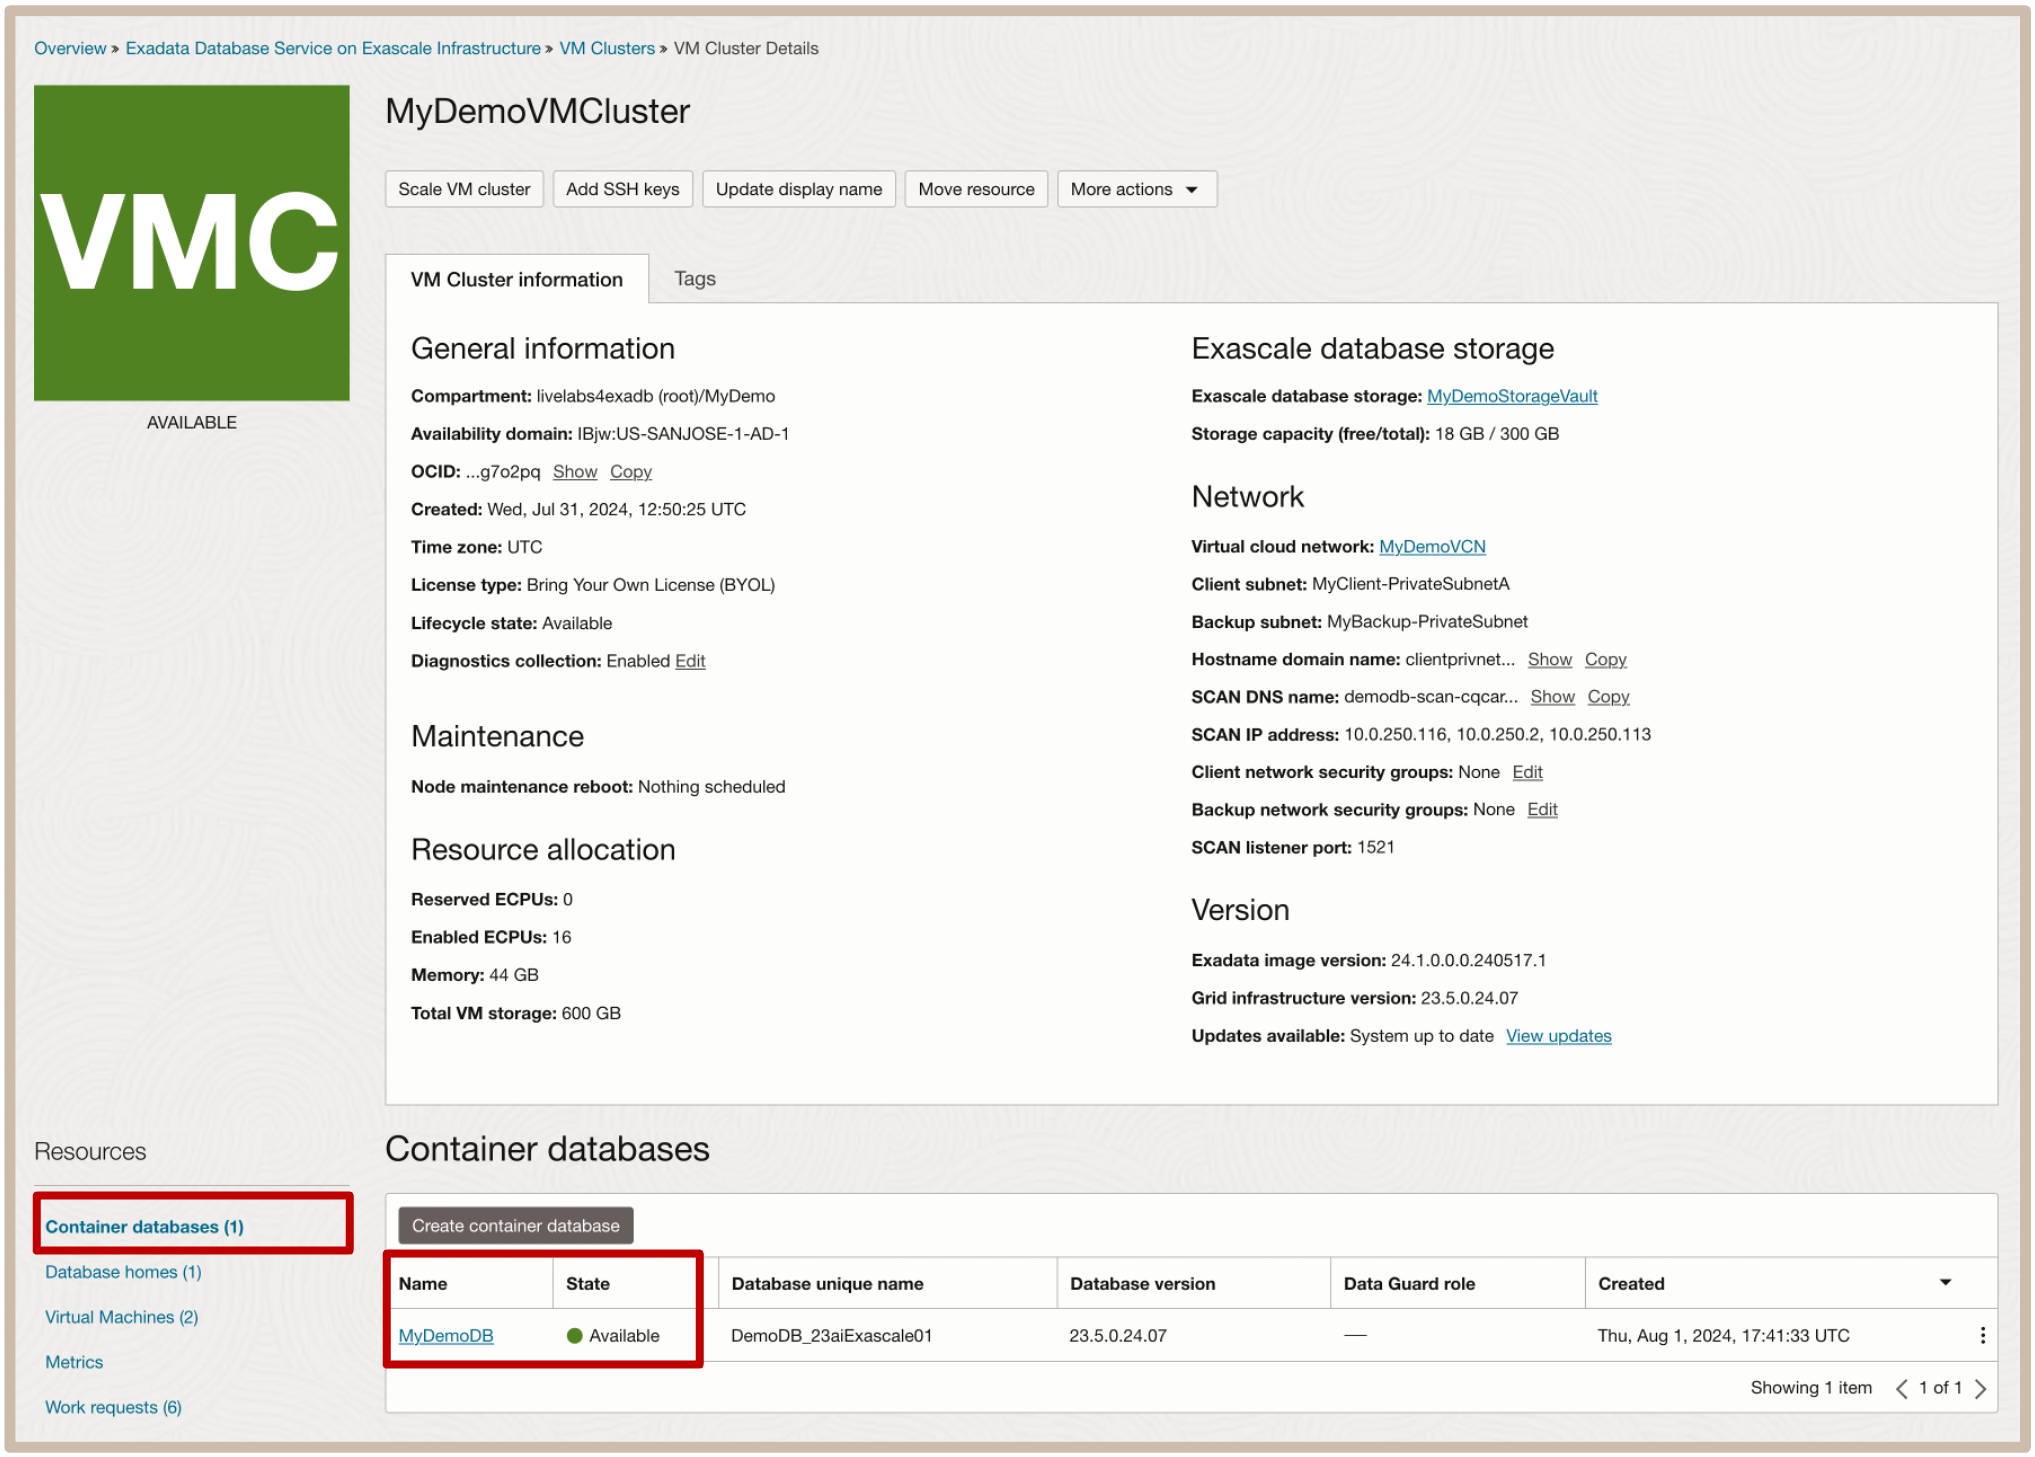 Overview » Exadata Database Service on Exascale Infrastructure » VM Clusters » VM Cluster Details
VMC
AVAILABLE
MyDemoVMCluster
Scale VM cluster
Add SSH keys
Update display name
Move resource
More actions
VM Cluster information
Tags
General information
Compartment: livelabs4exadb (root)/MyDemo
Availability domain: IBjw:US-SANJOSE-1-AD-1
OCID: ...g7o2pq Show Copy
Created: Wed, Jul 31, 2024, 12:50:25 UTC
Time zone: UTC
License type: Bring Your Own License (BYOL)
Lifecycle state: Available
Diagnostics collection: Enabled Edit
Maintenance
Node maintenance reboot: Nothing scheduled
Resource allocation
Reserved ECPUs: 0
Enabled ECPUs: 16
Memory: 44 GB
Total VM storage: 600 GB
Exascale database storage
Exascale database storage: MyDemoStorageVault
Storage capacity (free/total): 18 GB / 300 GB
Network
Virtual cloud network: MyDemoVCN
Client subnet: MyClient-PrivateSubnetA
Backup subnet: MyBackup-PrivateSubnet
Hostname domain name: clientprivnet... Show Copy
SCAN DNS name: demodb-scan-cqcar... Show Copy
SCAN IP address: 10.0.250.116, 10.0.250.2, 10.0.250.113
Client network security groups: None Edit
Backup network security groups: None Edit
SCAN listener port: 1521
Version
Exadata image version: 24.1.0.0.0.240517.1
Grid infrastructure version: 23.5.0.24.07
Updates available: System up to date View updates
Resources
Container databases (1)
Database homes (1)
Virtual Machines (2)
Metrics
Work requests (6)
Container databases
Create container database
Name State Database unique name Database version Data Guard role Created
MyDemoDB Available DemoDB_23aiExascale01 23.5.0.24.07 — Thu, Aug 1, 2024, 17:41:33 UTC
Showing 1 item < 1 of 1 >